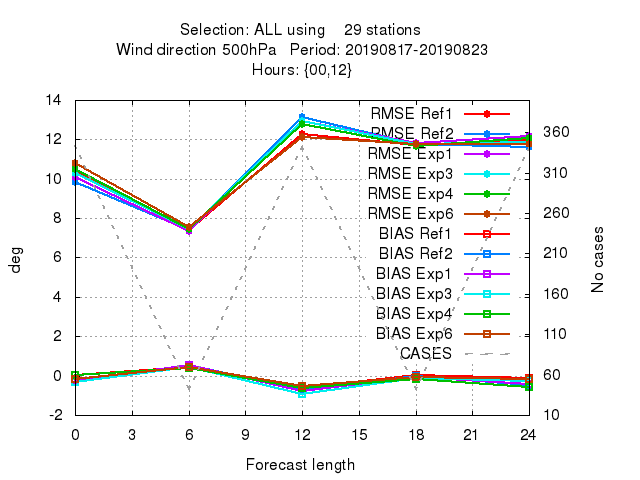 Selection: ALL using 29 stations
Wind direction 500hPa Period: 20190817-20190823
Hours: {00,12}
14
12
10
8
6
4
2
0
-2
deg
0 3 6 9 12 15 18 21 24
Forecast length
360
310
260
210
160
110
60
10
No cases
RMSE Ref1
RMSE Ref2
RMSE Exp1
RMSE Exp3
RMSE Exp4
RMSE Exp6
BIAS Ref1
BIAS Ref2
BIAS Exp1
BIAS Exp3
BIAS Exp4
BIAS Exp6
CASES